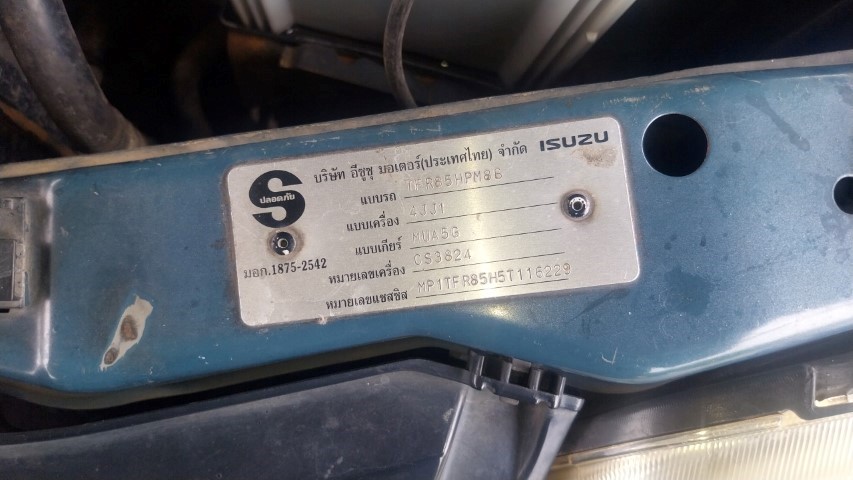 บริษัท อีซูซุ มอเตอร์(ประเทศไทย) จำกัด ISUZU
S
ปลอดภัย
มอก.1875-2542
แบบรถ TFR85HPM8B
แบบเครื่อง 4JJ1
แบบเกียร์ MUA5G
หมายเลขเครื่อง CS3824
หมายเลขแชสซิส MP1TFR85H5T116229